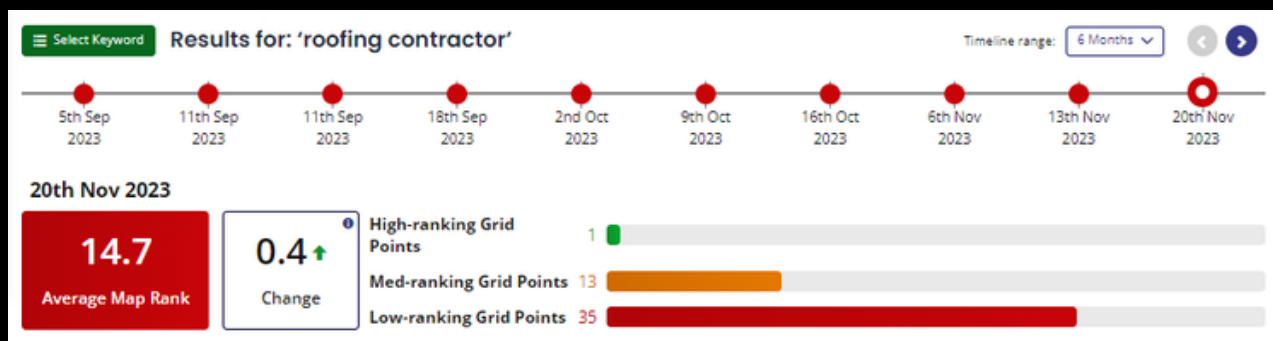 Select Keyword
Results for: ‘roofing contractor’
Timeline range:
6 Months
5th Sep
2023
11th Sep
2023
11th Sep
2023
18th Sep
2023
2nd Oct
2023
9th Oct
2023
16th Oct
2023
6th Nov
2023
13th Nov
2023
20th Nov
2023
20th Nov 2023
14.7
Average Map Rank
0.4
Change
High-ranking Grid
Points
1
Med-ranking Grid Points 13
Low-ranking Grid Points 35